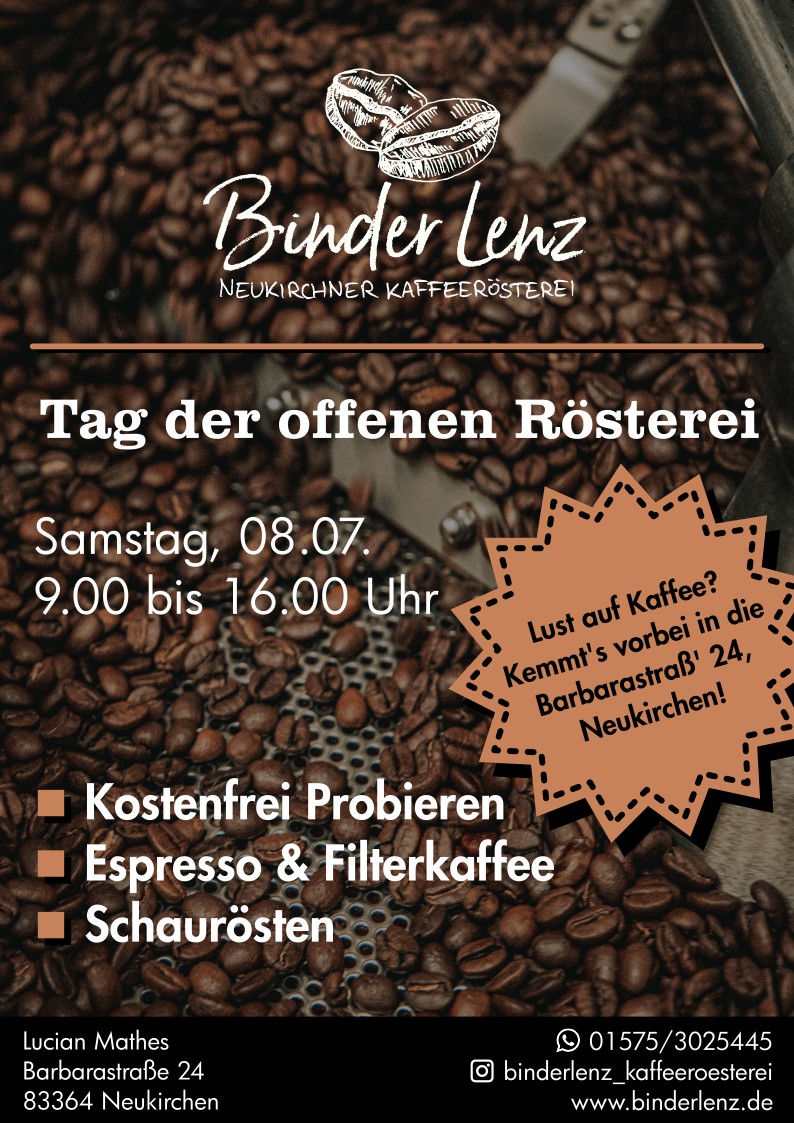 Binder Lenz
NEUKIRCHNER KAFFEERÖSTEREI
Tag der offenen Rösterei
Samstag, 08.07.
9.00 bis 16.00 Uhr
Lust auf Kaffee?
Kemmt's vorbei in die
Barbarastraß' 24,
Neukirchen!
Kostenfrei Probieren
Espresso & Filterkaffee
Schaurösten
Lucian Mathes
Barbarastraße 24
83364 Neukirchen
01575/3025445
binderlenz_kaffeeroesterei
www.binderlenz.de